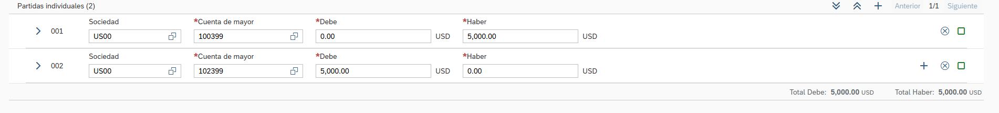 Partidas individuales (2) Anterior 1/1 Siguiente
Sociedad *Cuenta de mayor *Debe *Haber
001 US00 100399 0.00 USD 5,000.00 USD
Sociedad *Cuenta de mayor *Debe *Haber
002 US00 102399 5,000.00 USD 0.00 USD
Total Debe: 5,000.00 USD Total Haber: 5,000.00 USD